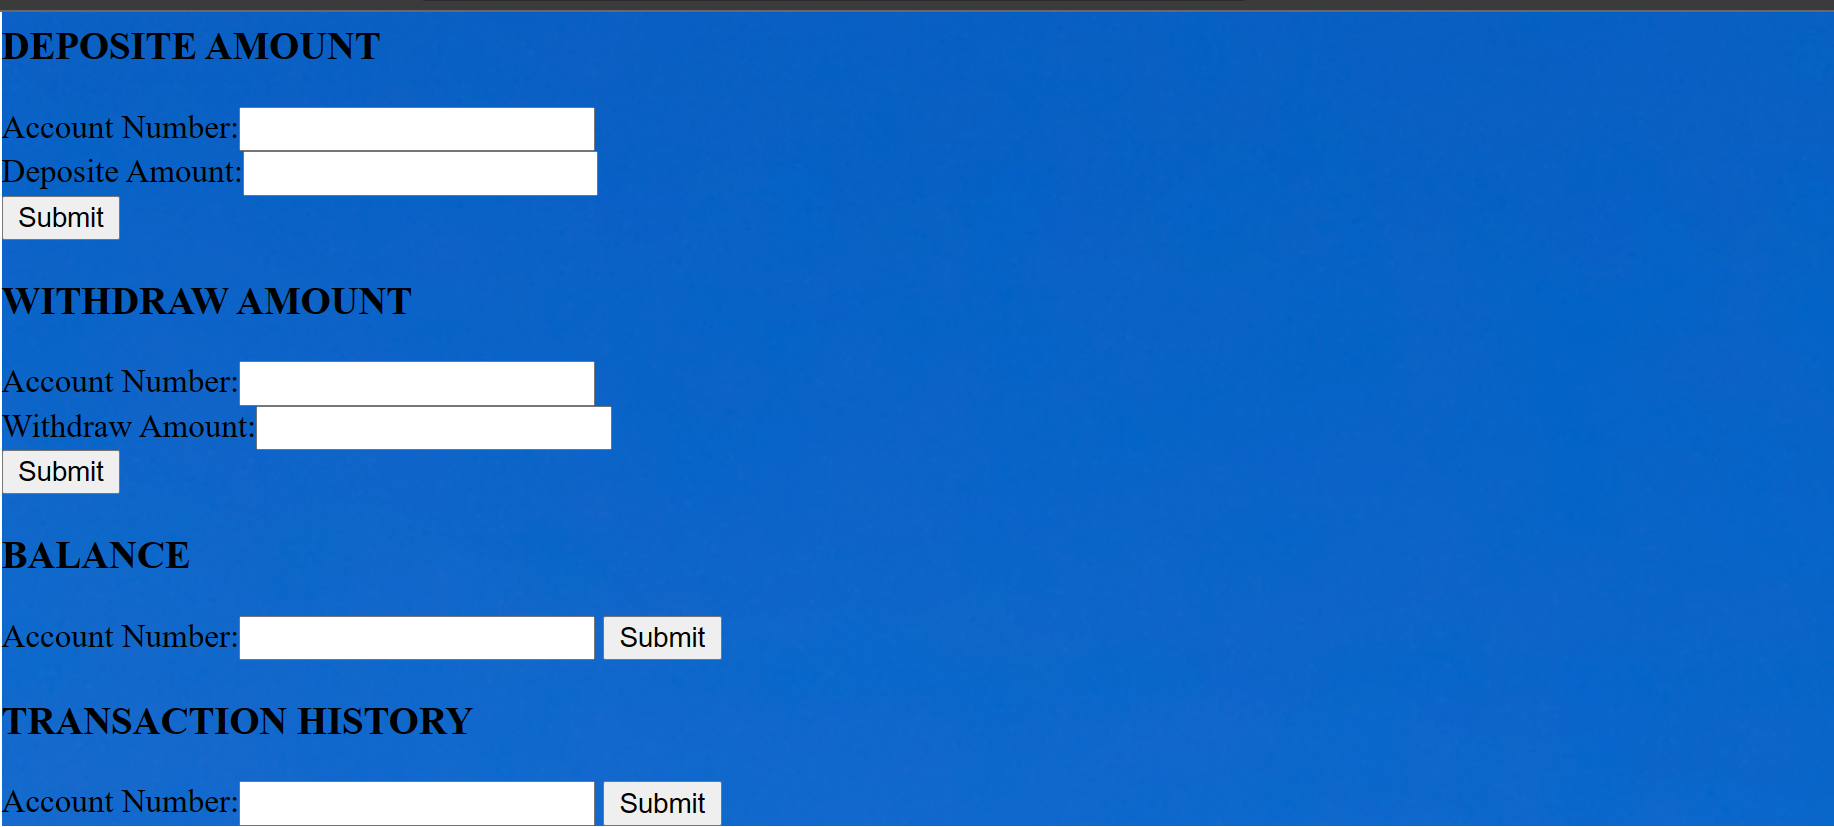 DEPOSITE AMOUNT
Account Number:
Deposite Amount:
Submit
WITHDRAW AMOUNT
Account Number:
Withdraw Amount:
Submit
BALANCE
Account Number: Submit
TRANSACTION HISTORY
Account Number: Submit